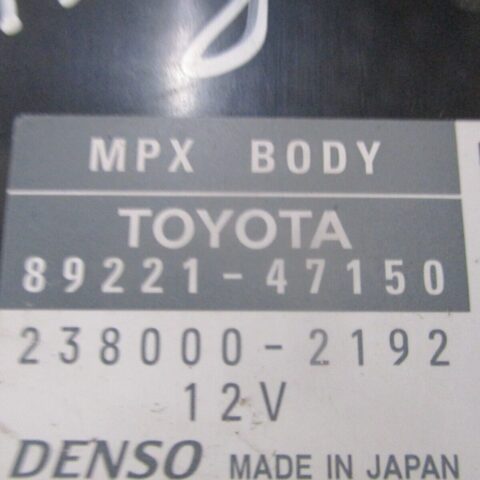 MPX BODY
TOYOTA
89221-47150
238000-2192
12V
DENSO MADE IN JAPAN